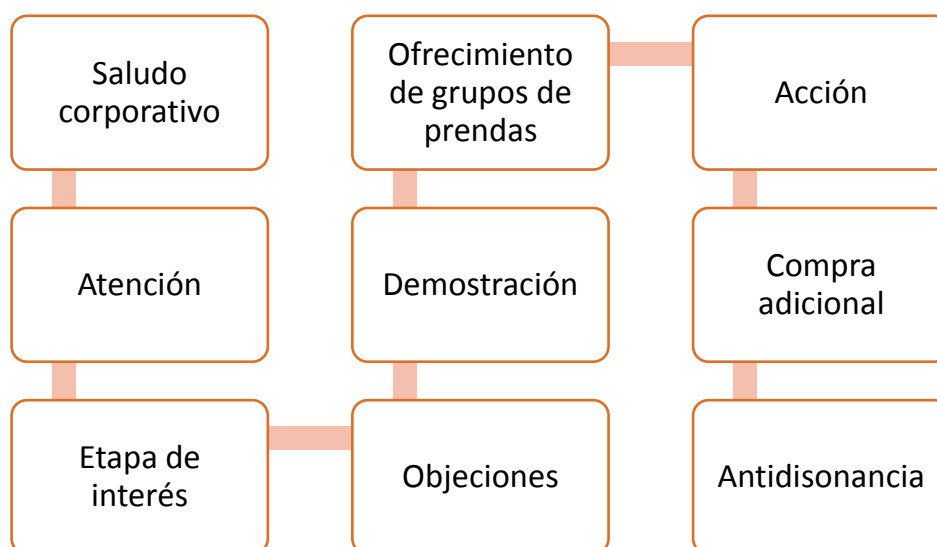 Saludo
corporativo
Atención
Etapa de
interés
Objeciones
Demostración
Ofrecimiento
de grupos de
prendas
Acción
Compra
adicional
Antidisonancia